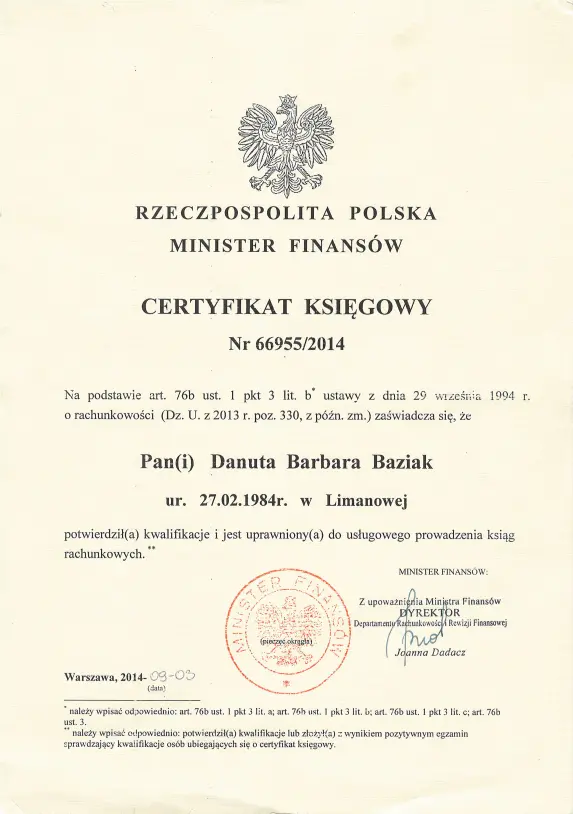 RZECZPOSPOLITA POLSKA
MINISTER FINANSÓW
CERTYFIKAT KSIĘGOWY
Nr 66955/2014
Na podstawie art. 76b ust. 1 pkt 3 lit. b* ustawy z dnia 29 września 1994 r.
o rachunkowości (Dz. U. z 2013 r. poz. 330, z późn. zm.) zaświadcza się, że
Pan(i) Danuta Barbara Baziak
ur. 27.02.1984r. w Limanowej
potwierdził(a) kwalifikacje i jest uprawniony(a) do usługowego prowadzenia ksiąg
rachunkowych.**
MINISTER FINANSÓW:
Z upoważnienia Ministra Finansów
DYREKTOR
Departamentu Rachunkowości i Rewizji Finansowej
Joanna Dadacz
MINISTER FINANSÓW
(pieczęć okrągła)
Warszawa, 2014-09-03
(data)
* należy wpisać odpowiednio: art. 76b ust. 1 pkt 3 lit. a; art. 76b ust. 1 pkt 3 lit. b; art. 76b ust. 1 pkt 3 lit. c; art. 76b
ust. 3.
** należy wpisać odpowiednio: potwierdził(a) kwalifikacje lub złożył(a) z wynikiem pozytywnym egzamin
sprawdzający kwalifikacje osób ubiegających się o certyfikat księgowy.